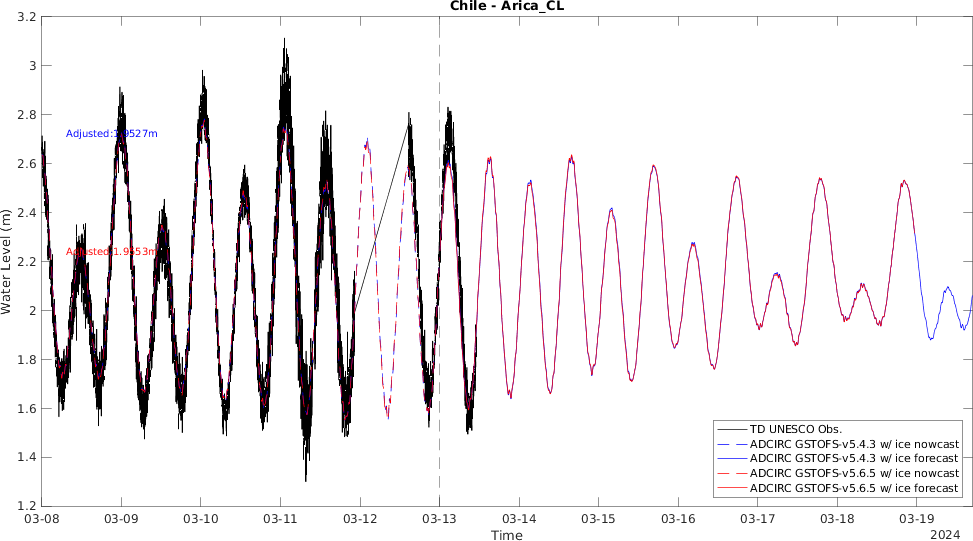 Chile - Arica_CL
Water Level (m)
3.2
3
2.8
2.6
2.4
2.2
2
1.8
1.6
1.4
1.2
TD UNESCO Obs.
ADCIRC GSTOFS-v5.4.3 w/ ice nowcast
ADCIRC GSTOFS-v5.4.3 w/ ice forecast
ADCIRC GSTOFS-v5.6.5 w/ ice nowcast
ADCIRC GSTOFS-v5.6.5 w/ ice forecast
03-08 03-09 03-10 03-11 03-12 03-13 03-14 03-15 03-16 03-17 03-18 03-19
Time
2024